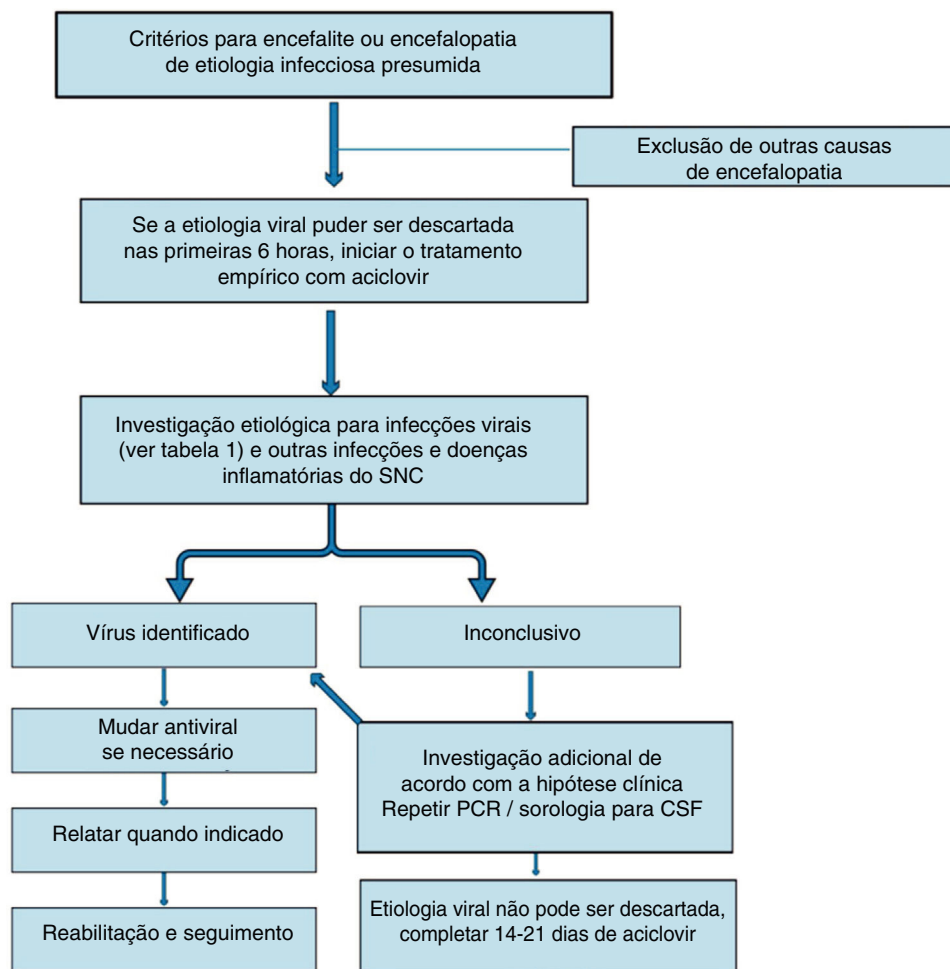 Critérios para encefalite ou encefalopatia
de etiologia infecciosa presumida
Exclusão de outras causas
de encefalopatia
Se a etiologia viral puder ser descartada
nas primeiras 6 horas, iniciar o tratamento
empírico com aciclovir
Investigação etiológica para infecções virais
(ver tabela 1) e outras infecções e doenças
inflamatórias do SNC
Vírus identificado
Inconclusivo
Mudar antiviral
se necessário
Investigação adicional de
acordo com a hipótese clínica
Repetir PCR / sorologia para CSF
Relatar quando indicado
Reabilitação e seguimento
Etiologia viral não pode ser descartada,
completar 14-21 dias de aciclovir